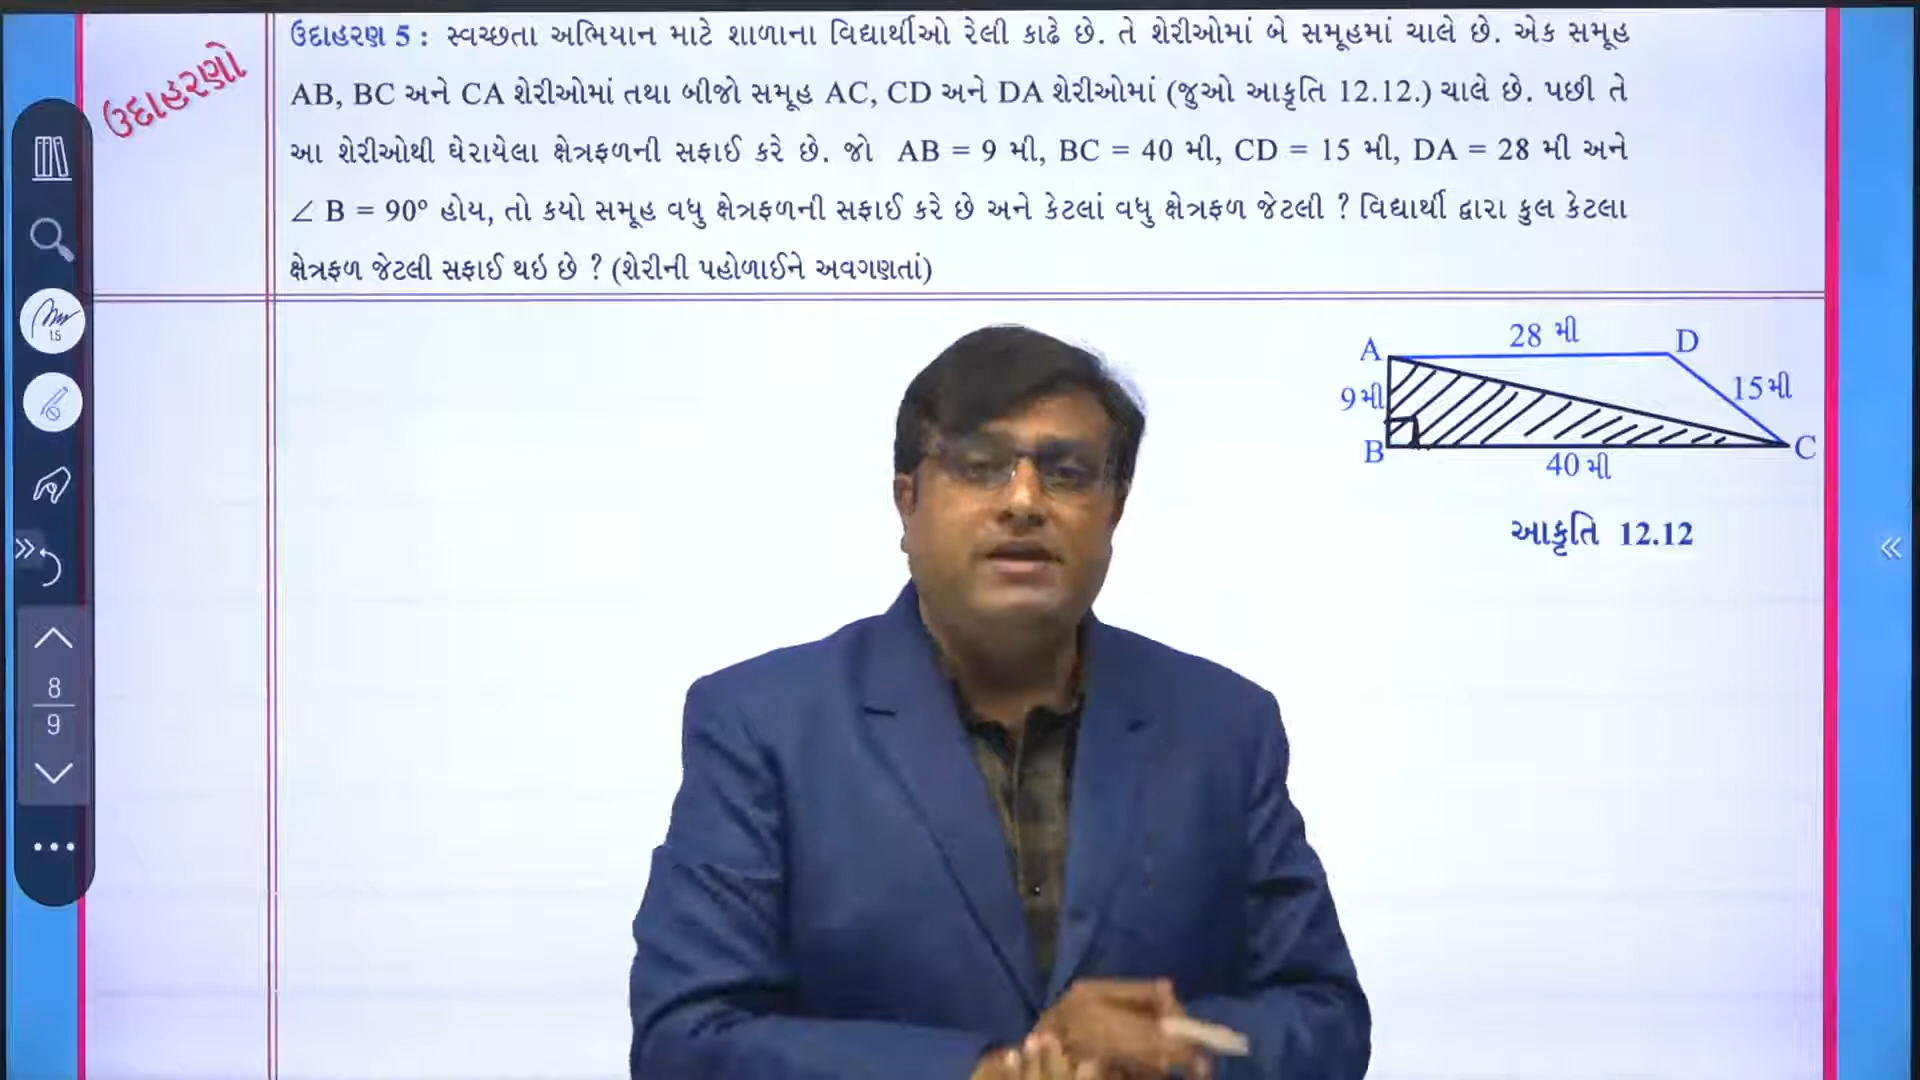 ઉદાહરણો
ઉદાહરણ 5 : સ્વચ્છતા અભિયાન માટે શાળાના વિદ્યાર્થીઓ રેલી કાઢે છે. તે શેરીઓમાં બે સમૂહમાં ચાલે છે. એક સમૂહ
AB, BC અને CA શેરીઓમાં તથા બીજો સમૂહ AC, CD અને DA શેરીઓમાં (જુઓ આકૃતિ 12.12.) ચાલે છે. પછી તે
આ શેરીઓથી ઘેરાયેલા ક્ષેત્રફળની સફાઈ કરે છે. જો AB = 9 મી, BC = 40 મી, CD = 15 મી, DA = 28 મી અને
∠ B = 90° હોય, તો કયો સમૂહ વધુ ક્ષેત્રફળની સફાઈ કરે છે અને કેટલાં વધુ ક્ષેત્રફળ જેટલી ? વિદ્યાર્થી દ્વારા કુલ કેટલા
ક્ષેત્રફળ જેટલી સફાઈ થઇ છે ? (શેરીની પહોળાઈને અવગણતાં)
28 મી
A
D
9મી
15મી
B
C
40 મી
આકૃતિ 12.12
15
8
9